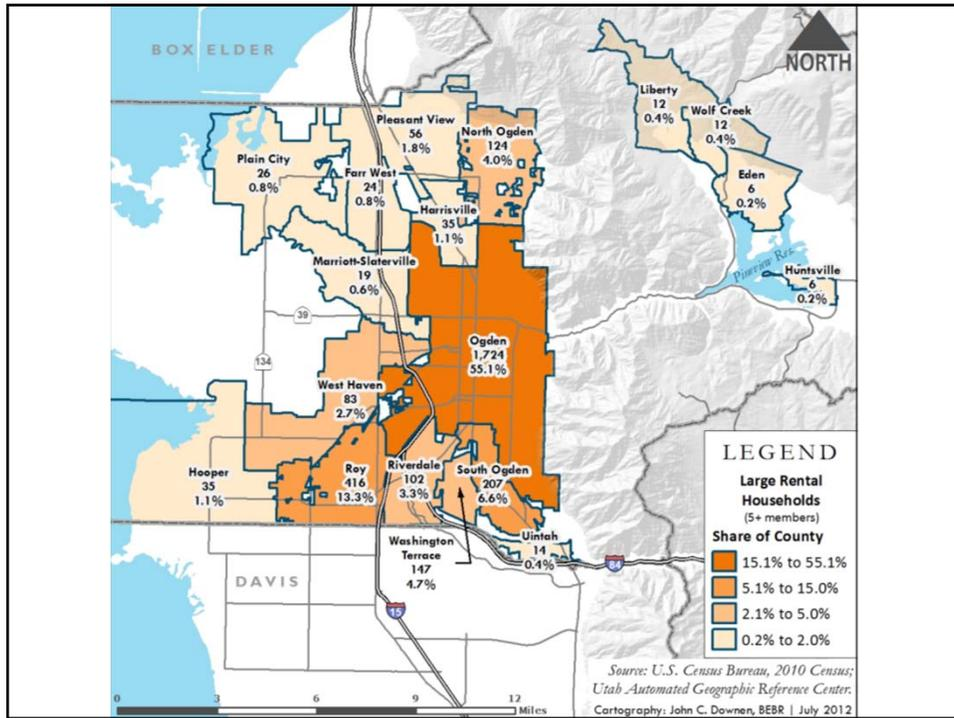 BOX ELDER
NORTH
Liberty
12
0.4%
Wolf Creek
12
0.4%
Eden
6
0.2%
Pleasant View
56
1.8%
North Ogden
124
4.0%
Plain City
26
0.8%
Farr West
24
0.8%
Harrisville
35
1.1%
Pineview Res.
Huntsville
6
0.2%
Marriott-Slaterville
19
0.6%
39
134
Ogden
1,724
55.1%
West Haven
83
2.7%
Hooper
35
1.1%
Roy
416
13.3%
Riverdale
102
3.3%
South Ogden
207
6.6%
Washington
Terrace
147
4.7%
Uintah
14
0.4%
84
DAVIS
15
LEGEND
Large Rental
Households
(5+ members)
Share of County
15.1% to 55.1%
5.1% to 15.0%
2.1% to 5.0%
0.2% to 2.0%
Source: U.S. Census Bureau, 2010 Census;
Utah Automated Geographic Reference Center.
Cartography: John C. Downen, BEBR | July 2012
0 3 6 9 12
Miles